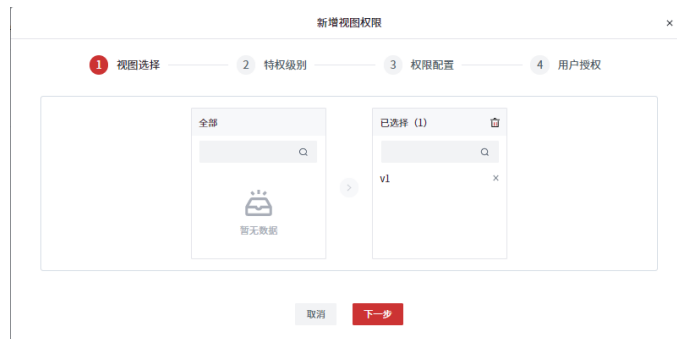 新增视图权限
×
1 视图选择 2 特权级别 3 权限配置 4 用户授权
全部
已选择（1）
v1 ×
暂无数据
取消 下一步